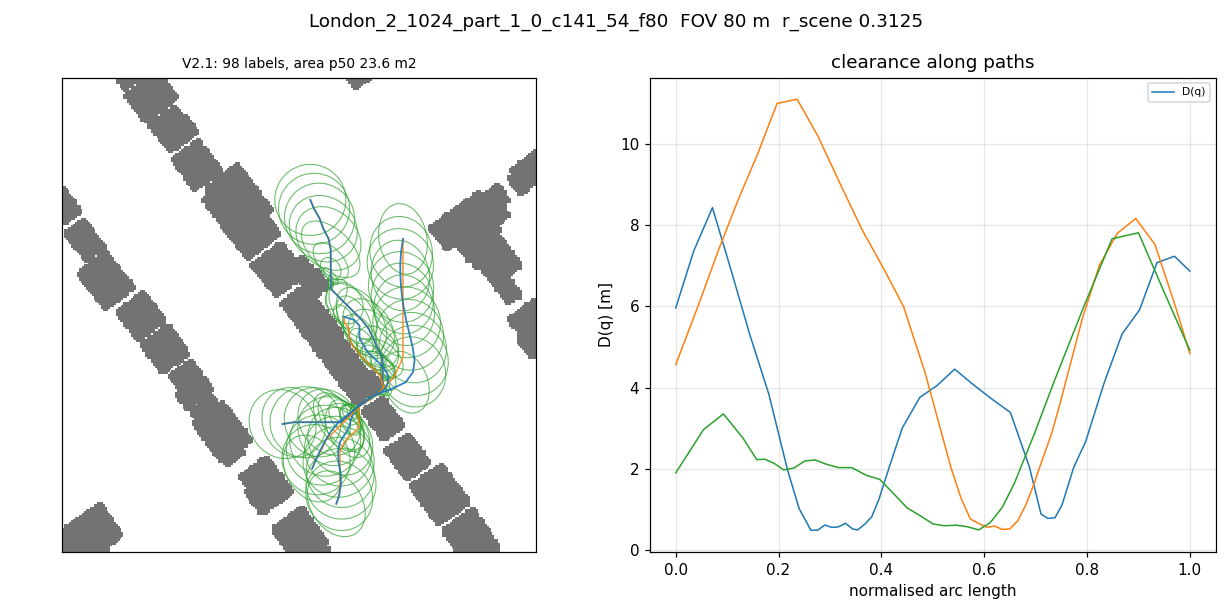 London_2_1024_part_1_0_c141_54_f80  FOV 80 m  r_scene 0.3125
V2.1: 98 labels, area p50 23.6 m2
clearance along paths
D(q)
10
8
6
4
2
0
D(q) [m]
0.0 0.2 0.4 0.6 0.8 1.0
normalised arc length